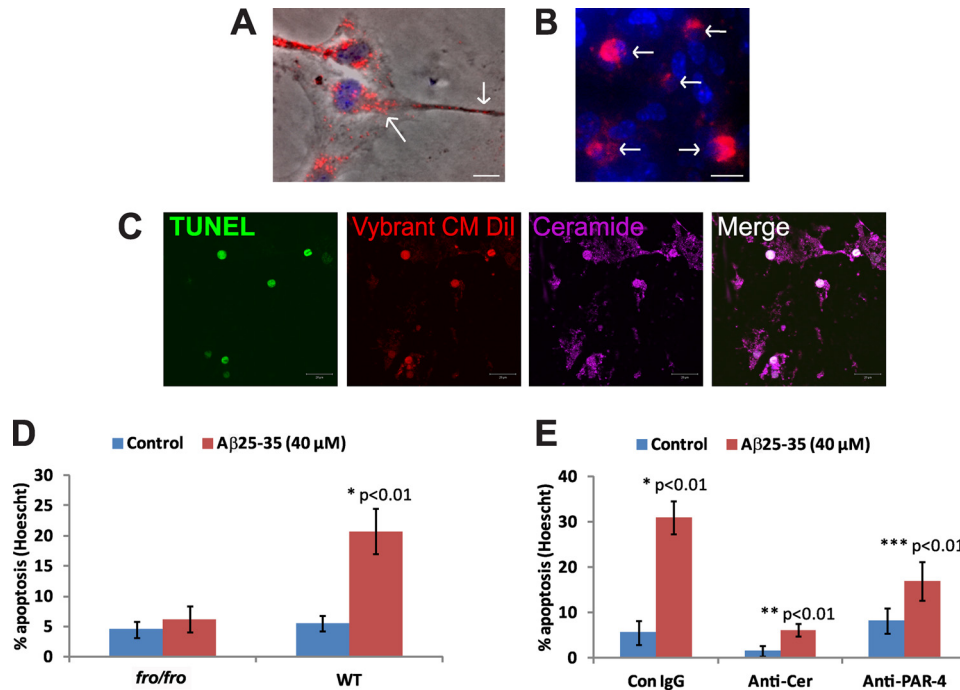 A
B
C
TUNEL
Vybrant CM DiI
Ceramide
Merge
D
Control
Aβ25-35 (40 µM)
% apoptosis (Hoescht)
30
25
20
15
10
5
0
* p<0.01
fro/fro
WT
E
Control
Aβ25-35 (40 µM)
% apoptosis (Hoescht)
40
30
20
10
0
* p<0.01
** p<0.01
*** p<0.01
Con IgG
Anti-Cer
Anti-PAR-4